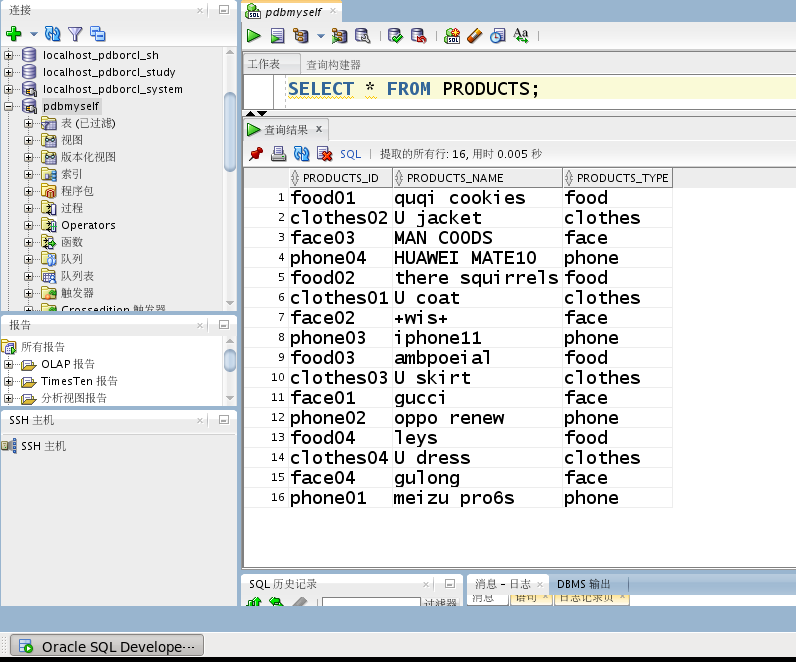 连接
localhost_pdborcl_sh
localhost_pdborcl_study
localhost_pdborcl_system
pdbmyself
表 (已过滤)
视图
版本化视图
索引
程序包
过程
Operators
函数
队列
队列表
触发器
Crossedition 触发器
报告
所有报告
OLAP 报告
TimesTen 报告
分析视图报告
SSH 主机
SSH 主机
pdbmyself
工作表 查询构建器
SELECT * FROM PRODUCTS;
查询结果
SQL | 提取的所有行: 16, 用时 0.005 秒
PRODUCTS_ID PRODUCTS_NAME PRODUCTS_TYPE
1 food01 quqi cookies food
2 clothes02 U jacket clothes
3 face03 MAN COODS face
4 phone04 HUAWEI MATE10 phone
5 food02 there squirrels food
6 clothes01 U coat clothes
7 face02 +wis+ face
8 phone03 iphone11 phone
9 food03 ambpoeial food
10 clothes03 U skirt clothes
11 face01 gucci face
12 phone02 oppo renew phone
13 food04 leys food
14 clothes04 U dress clothes
15 face04 gulong face
16 phone01 meizu pro6s phone
SQL 历史记录
过滤器
消息 - 日志 DBMS 输出
消息 语句 日志记录页
Oracle SQL Develope···